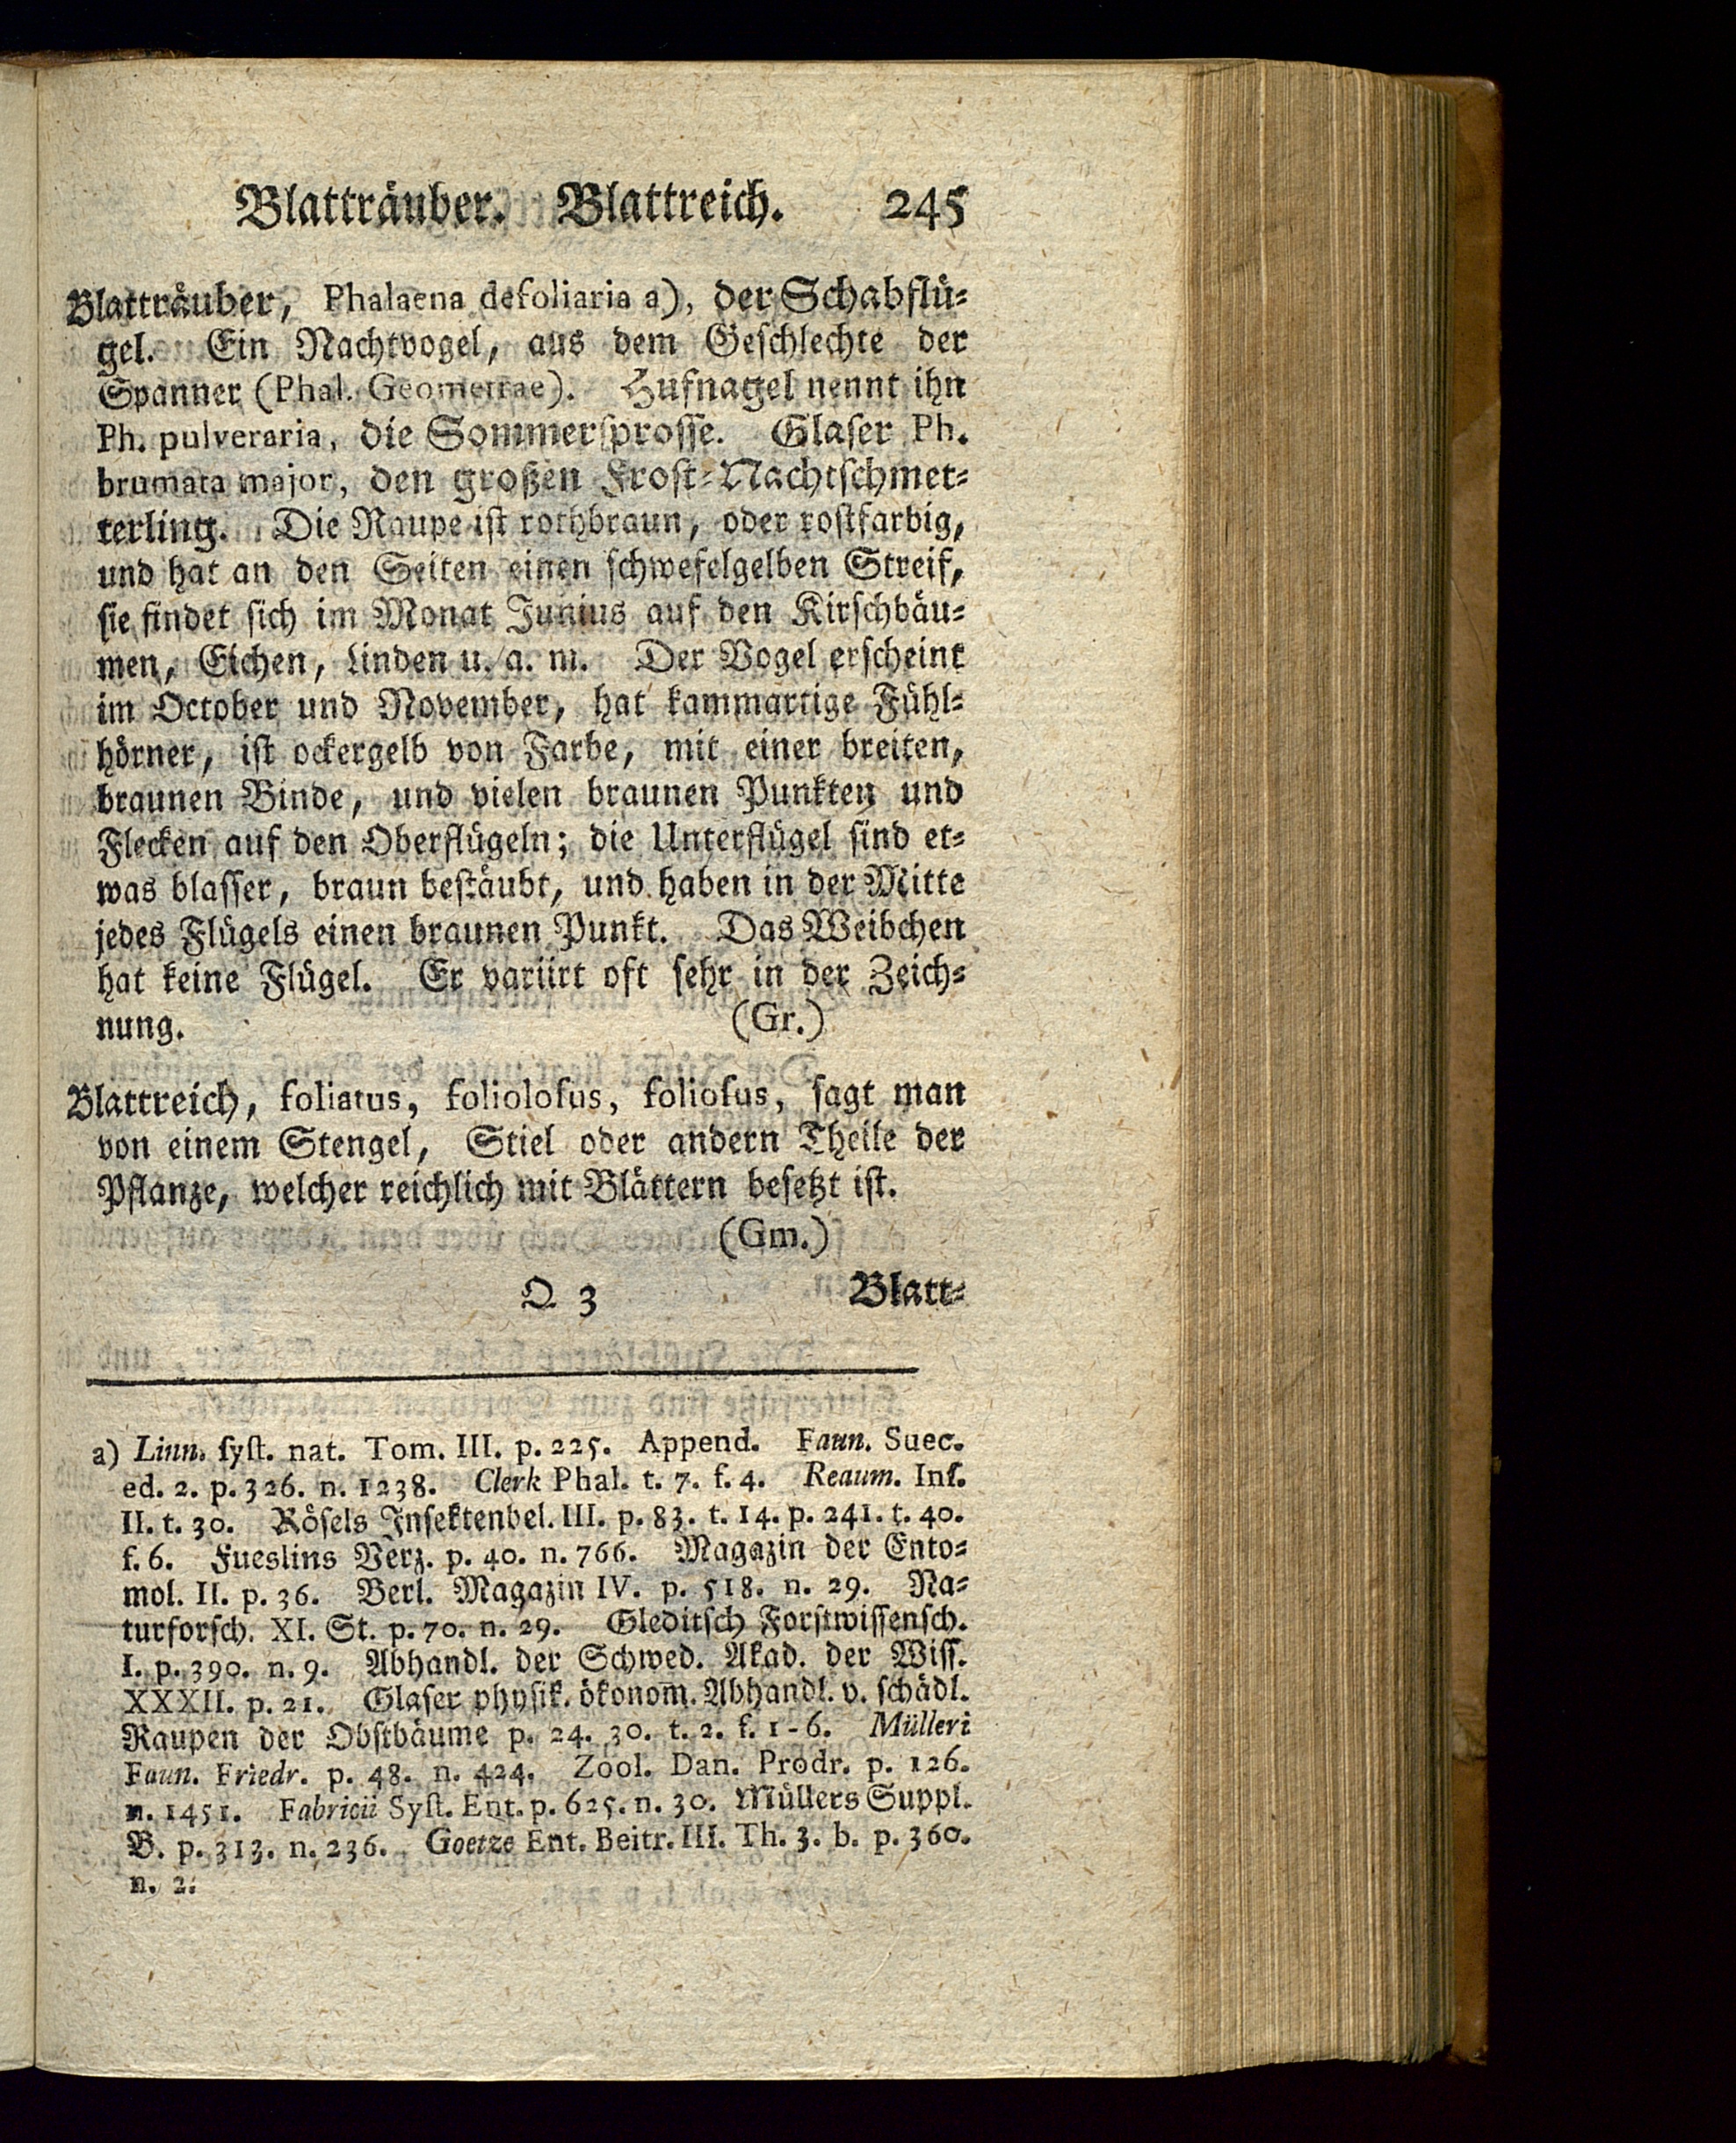 Blatträuber. Blattreich. 245
Blatträuber, Phalaena defoliaria a), der Schabflü-
gel. Ein Nachtvogel, aus dem Geschlechte der
Spanner (Phal. Geometrae). Hufnagel nennt ihn
Ph. pulveraria, die Sommersprosse. Glaser Ph.
brumata major, den großen Frost-Nachtschmet-
terling. Die Raupe ist rothbraun, oder rostfarbig,
und hat an den Seiten einen schwefelgelben Streif,
sie findet sich im Monat Junius auf den Kirschbäu-
men, Eichen, Linden u. a. m. Der Vogel erscheint
im October und November, hat kammartige Fühl-
hörner, ist ockergelb von Farbe, mit einer breiten,
braunen Binde, und vielen braunen Punkten und
Flecken auf den Oberflügeln; die Unterflügel sind et-
was blasser, braun bestäubt, und haben in der Mitte
jedes Flügels einen braunen Punkt. Das Weibchen
hat keine Flügel. Er variirt oft sehr in der Zeich-
nung. (Gr.)
Blattreich, foliatus, foliolosus, foliosus, sagt man
von einem Stengel, Stiel oder andern Theile der
Pflanze, welcher reichlich mit Blättern besetzt ist.
(Gm.)
Q 3 Blatt-
a) Linn. syst. nat. Tom. III. p. 225. Append. Faun. Suec.
ed. 2. p. 326. n. 1238. Clerk Phal. t. 7. f. 4. Reaum. Ins.
II. t. 30. Rösels Insektenbel. III. p. 83. t. 14. p. 241. t. 40.
f. 6. Fueslins Verz. p. 40. n. 766. Magazin der Ento-
mol. II. p. 36. Berl. Magazin IV. p. 518. n. 29. Na-
turforsch. XI. St. p. 70. n. 29. Gleditsch Forstwissensch.
I. p. 390. n. 9. Abhandl. der Schwed. Akad. der Wiss.
XXXII. p. 21. Glaser physik. ökonom. Abhandl. v. schädl.
Raupen der Obstbäume p. 24. 30. t. 2. f. 1-6. Mülleri
Faun. Friedr. p. 48. n. 424. Zool. Dan. Prodr. p. 126.
n. 1451. Fabricii Syst. Ent. p. 625. n. 30. Müllers Suppl.
B. p. 313. n. 236. Goetze Ent. Beitr. III. Th. 3. b. p. 360.
n. 2.